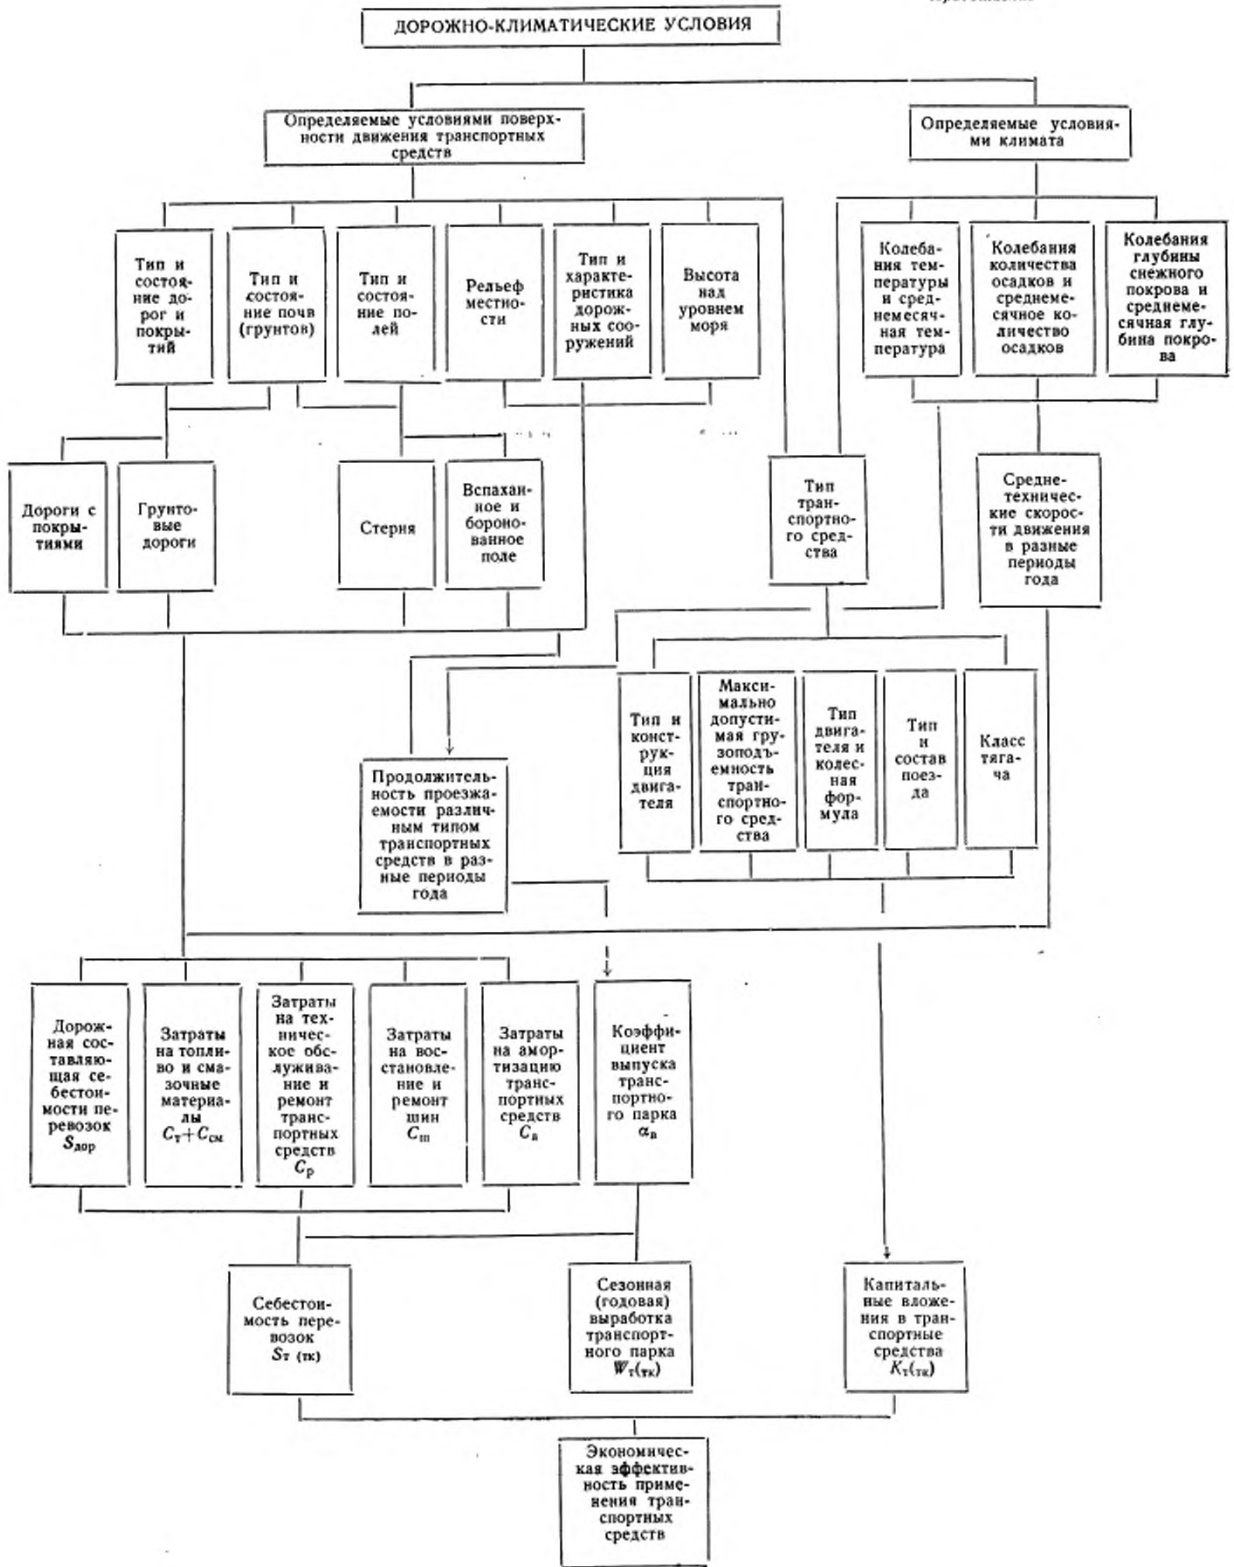 ДОРОЖНО-КЛИМАТИЧЕСКИЕ УСЛОВИЯ
Определяемые условиями поверх-
ности движения транспортных
средств
Определяемые условия-
ми климата
Тип и
состоя-
ние до-
рог и
покры-
тий
Тип и
состоя-
ние почв
(грунтов)
Тип и
состоя-
ние по-
лей
Рельеф
местно-
сти
Тип и
характе-
ристика
дорож-
ных соо-
ружений
Высота
над
уровнем
моря
Колеба-
ния тем-
пературы
и сред-
немесяч-
ная тем-
пература
Колебания
количества
осадков и
среднеме-
сячное ко-
личество
осадков
Колебания
глубины
снежного
покрова и
среднеме-
сячная глу-
бина покро-
ва
Дороги с
покры-
тиями
Грунто-
вые
дороги
Стерня
Вспахан-
ное и
бороно-
ванное
поле
Тип
тран-
спортно-
го сред-
ства
Средне-
техничес-
кие скорос-
ти движения
в разные
периоды
года
Тип и
конст-
рук-
ция
двига-
теля
Макси-
мально
допусти-
мая гру-
зоподъ-
емность
тран-
спортно-
го сред-
ства
Тип
двига-
теля и
колес-
ная
фор-
мула
Тип
и
состав
поез-
да
Класс
тяга-
ча
Продолжитель-
ность проезжа-
емости различ-
ным типом
транспортных
средств в раз-
ные периоды
года
Дорож-
ная сос-
тавляю-
щая се-
бестои-
мости пе-
ревозок
Sдор
Затраты
на топли-
во и сма-
зочные
материа-
лы
Cт+Cсм
Затраты
на тех-
ничес-
кое обс-
лужива-
ние и
ремонт
транс-
портных
средств
Cр
Затраты
на вос-
становле-
ние и
ремонт
шин
Cш
Затраты
на амор-
тизацию
транс-
портных
средств
Cа
Коэффи-
циент
выпуска
транс-
портно-
го парка
αв
Себестои-
мость пере-
возок
Sт (тк)
Сезонная
(годовая)
выработка
транспорт-
ного парка
Wт(тк)
Капиталь-
ные вложе-
ния в тран-
спортные
средства
Kт(тк)
Экономичес-
кая эффектив-
ность приме-
нения тран-
спортных
средств